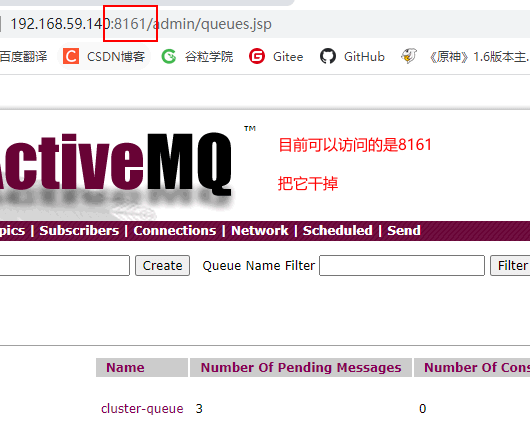 192.168.59.140:8161/admin/queues.jsp
百度翻译 CSDN博客 谷粒学院 Gitee GitHub 《原神》1.6版本主...
ActiveMQ ™
目前可以访问的是8161
把它干掉
pics | Subscribers | Connections | Network | Scheduled | Send
Create Queue Name Filter Filter
Name Number Of Pending Messages Number Of Cons
cluster-queue 3 0